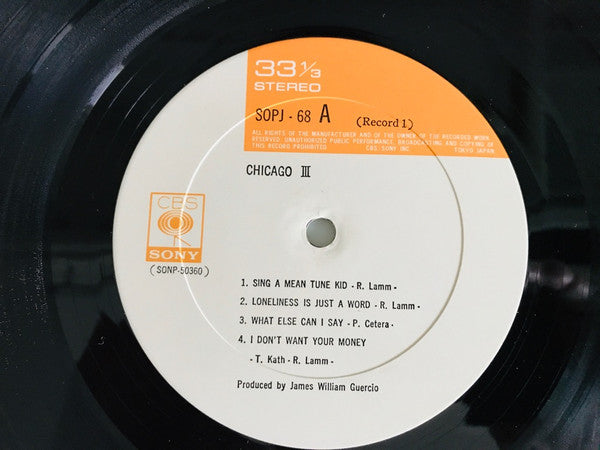 33 1/3
STEREO
SOPJ - 68 A (Record 1)
ALL RIGHTS OF THE MANUFACTURER AND OF THE OWNER OF THE RECORDED WORK
RESERVED. UNAUTHORIZED PUBLIC PERFORMANCE, BROADCASTING AND COPYING OF
THIS RECORD PROHIBITED CBS SONY INC. TOKYO JAPAN
CHICAGO III
CBS
SONY
(SONP-50360)
1. SING A MEAN TUNE KID - R. Lamm -
2. LONELINESS IS JUST A WORD - R. Lamm -
3. WHAT ELSE CAN I SAY - P. Cetera -
4. I DON'T WANT YOUR MONEY
- T. Kath - R. Lamm -
Produced by James William Guercio